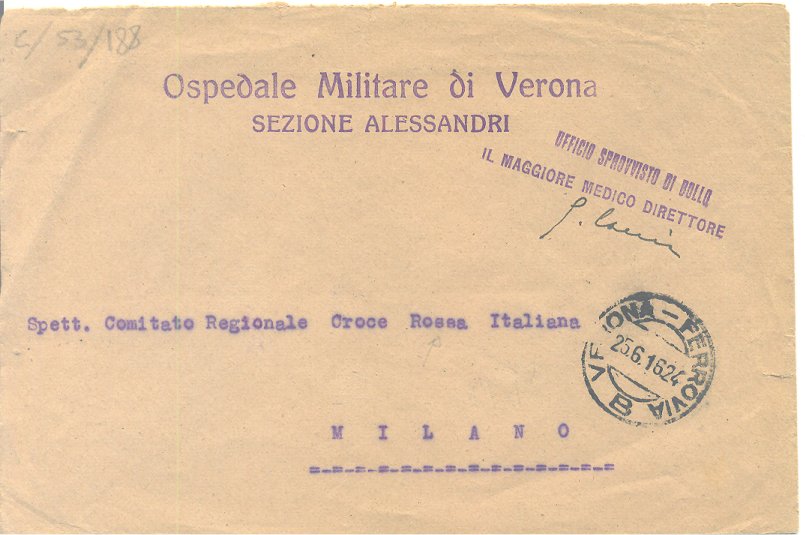 C/53/188
Ospedale Militare di Verona
SEZIONE ALESSANDRI
UFFICIO SPROVVISTO DI BOLLO
IL MAGGIORE MEDICO DIRETTORE
Spett. Comitato Regionale Croce Rossa Italiana
VERONA - FERROVIA
25.6.16 24
B
M I L A N O
=-=-=-=-=-=-=-=-=-=-=-=-=-=